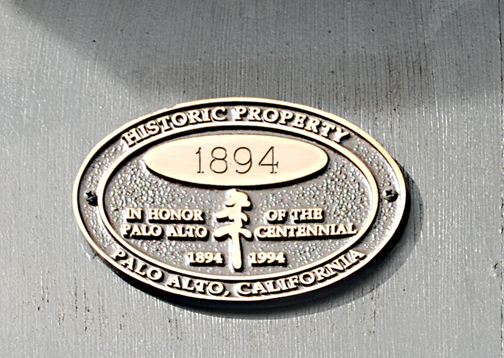 HISTORIC PROPERTY
1894
IN HONOR OF THE
PALO ALTO CENTENNIAL
1894 1994
PALO ALTO, CALIFORNIA